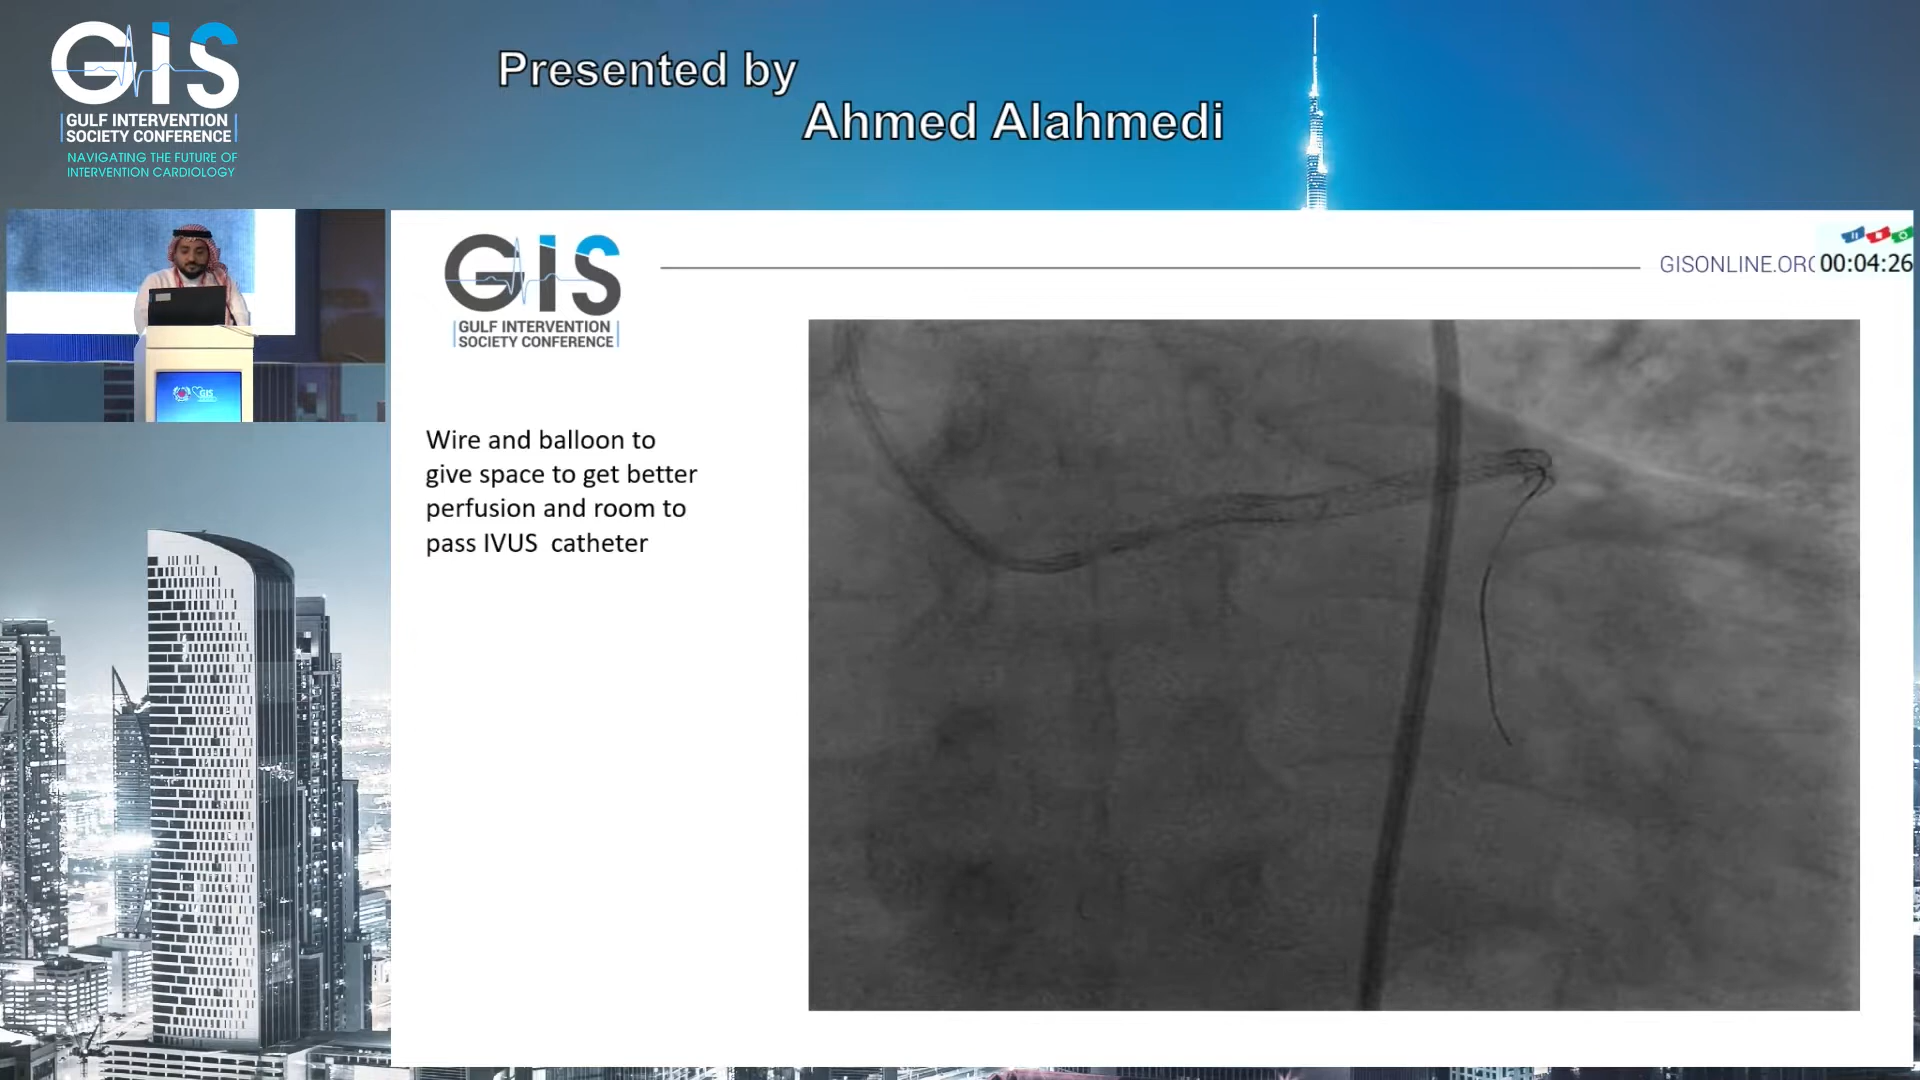 GIS
GULF INTERVENTION
SOCIETY CONFERENCE
NAVIGATING THE FUTURE OF
INTERVENTION CARDIOLOGY
Presented by
Ahmed Alahmedi
GIS
GIS
GULF INTERVENTION
SOCIETY CONFERENCE
GISONLINE.ORG
00:04:26
Wire and balloon to
give space to get better
perfusion and room to
pass IVUS catheter